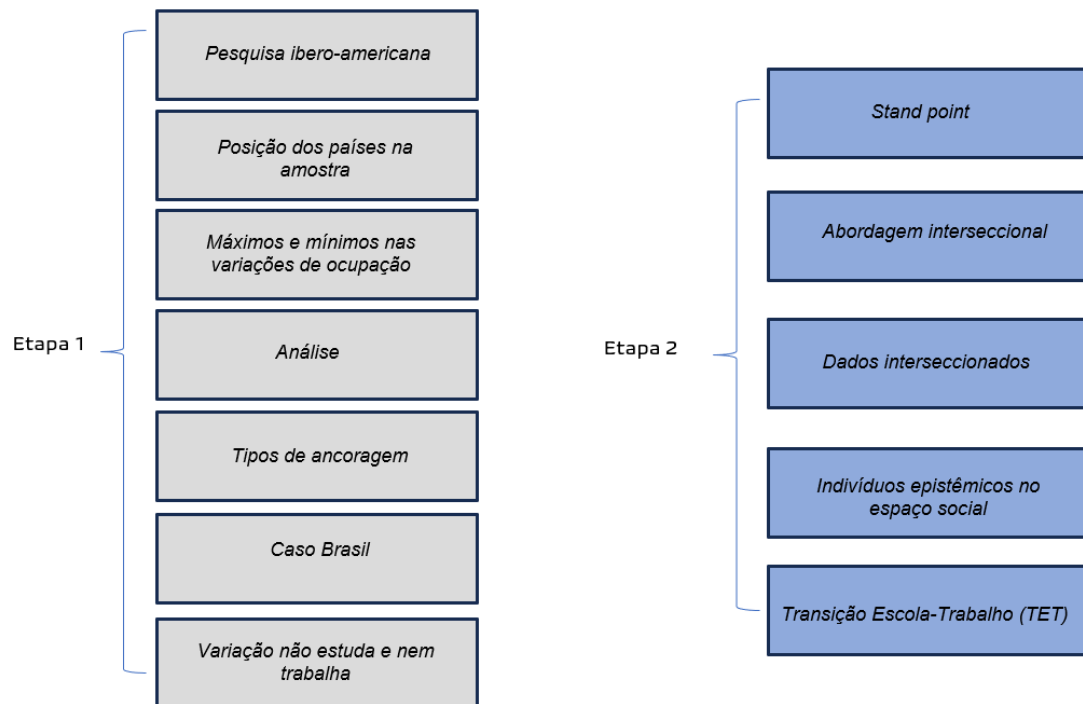 Etapa 1
Pesquisa ibero-americana
Posição dos países na
amostra
Máximos e mínimos nas
variações de ocupação
Análise
Tipos de ancoragem
Caso Brasil
Variação não estuda e nem
trabalha
Etapa 2
Stand point
Abordagem interseccional
Dados interseccionados
Indivíduos epistêmicos no
espaço social
Transição Escola-Trabalho (TET)